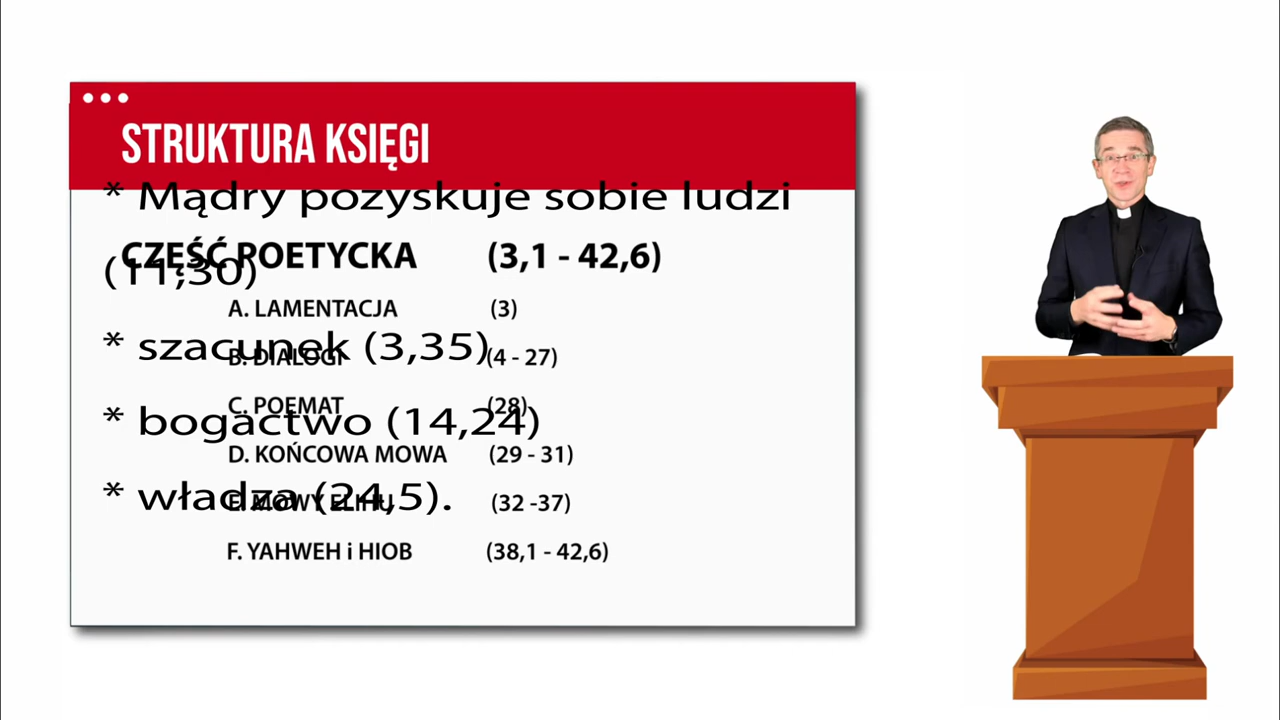 STRUKTURA KSIĘGI
* Mądry pozyskuje sobie ludzi
(11,30)
* szacunek (3,35)
* bogactwo (14,24)
* władza (24,5).
CZĘŚĆ POETYCKA (3,1 - 42,6)
A. LAMENTACJA (3)
B. DIALOGI (4 - 27)
C. POEMAT (28)
D. KOŃCOWA MOWA (29 - 31)
E. MOWY ELIHU (32 -37)
F. YAHWEH i HIOB (38,1 - 42,6)